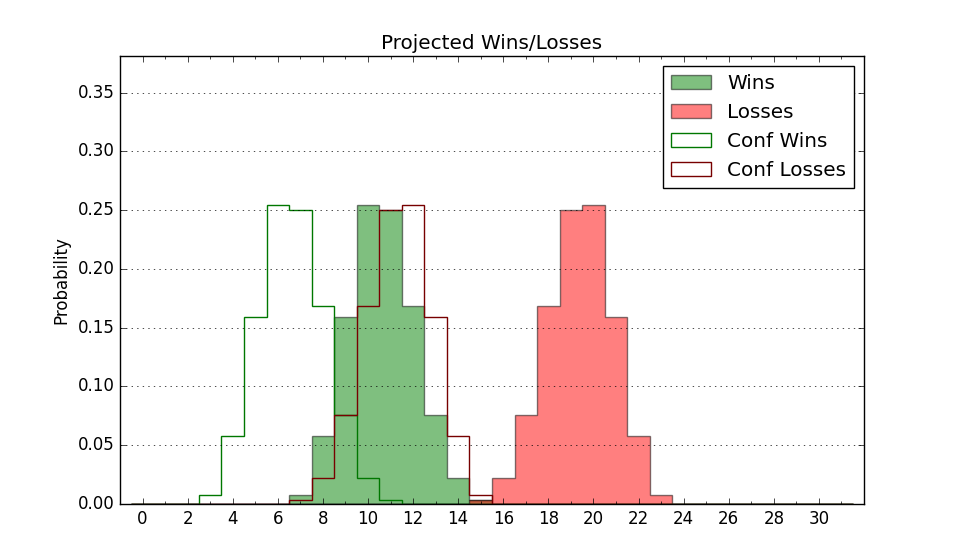 Projected Wins/Losses
Wins
Losses
Conf Wins
Conf Losses
Probability
0.35
0.30
0.25
0.20
0.15
0.10
0.05
0.00
0 2 4 6 8 10 12 14 16 18 20 22 24 26 28 30